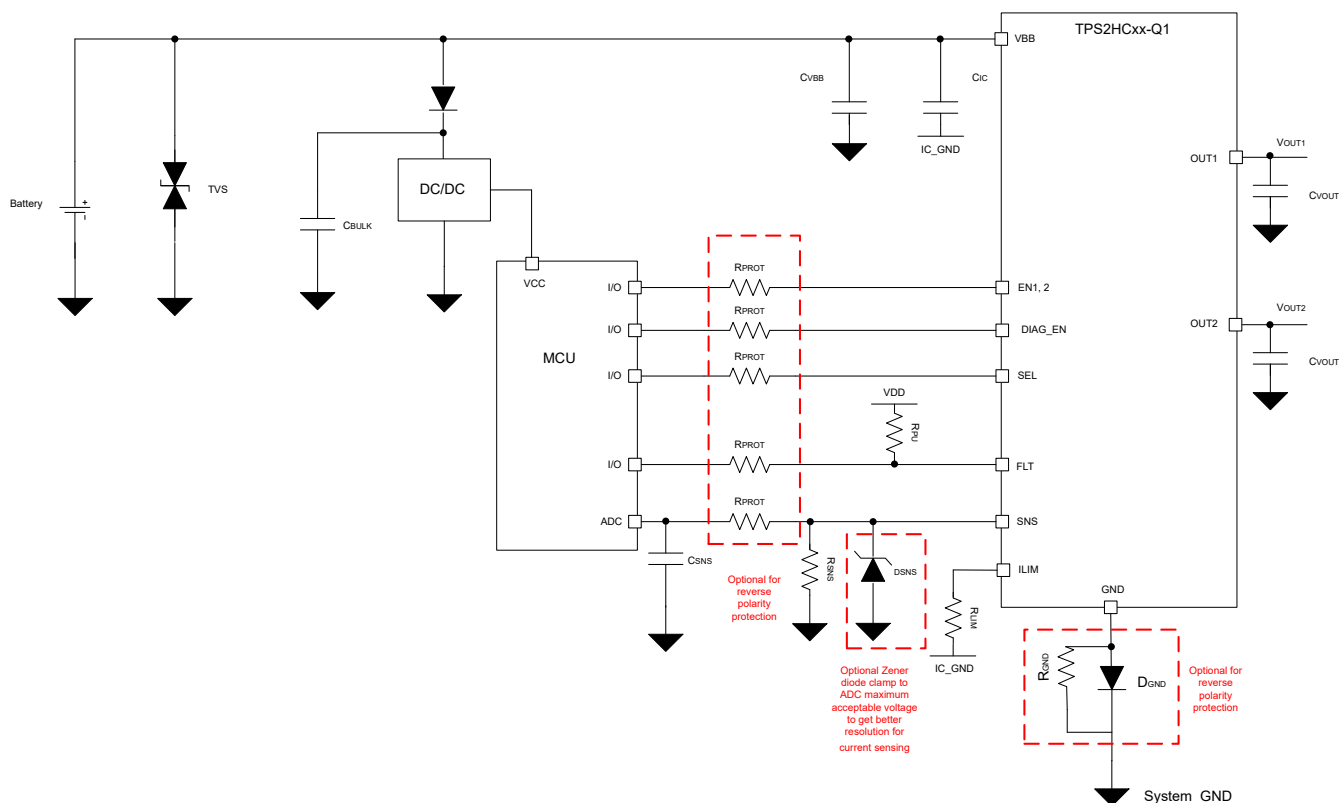 TPS2HCxx-Q1
VBB
CVBB
CIC
IC_GND
OUT1
VOUT1
CVOUT
Battery
+
-
TVS
DC/DC
CBULK
VCC
MCU
I/O
RPROT
EN1, 2
I/O
RPROT
DIAG_EN
I/O
RPROT
SEL
OUT2
VOUT2
CVOUT
VDD
RPU
I/O
RPROT
FLT
ADC
RPROT
SNS
CSNS
RSNS
DSNS
ILIM
RLIM
IC_GND
GND
Optional for
reverse
polarity
protection
Optional Zener
diode clamp to
ADC maximum
acceptable voltage
to get better
resolution for
current sensing
RGND
DGND
Optional for
reverse
polarity
protection
System GND